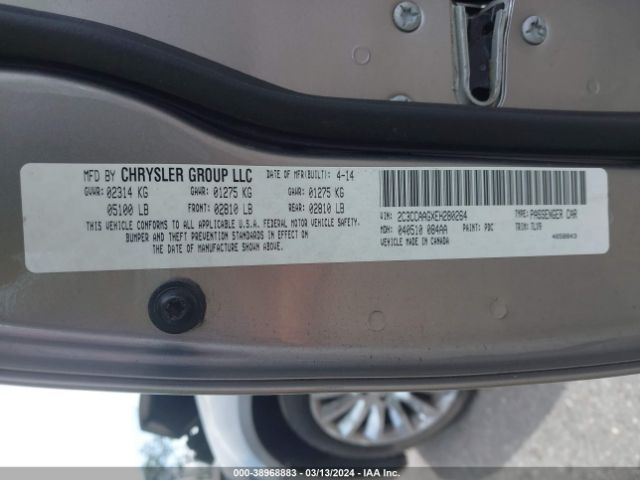 MFD BY CHRYSLER GROUP LLC DATE OF MFR(BUILT): 4-14
GVWR: 02314 KG GAWR: 01275 KG GAWR: 01275 KG
05100 LB FRONT: 02810 LB REAR: 02810 LB
THIS VEHICLE CONFORMS TO ALL APPLICABLE U.S.A. FEDERAL MOTOR VEHICLE SAFETY,
BUMPER AND THEFT PREVENTION STANDARDS IN EFFECT ON
THE DATE OF MANUFACTURE SHOWN ABOVE.
VIN: 2C3CCAAGXEH280264 TYPE: PASSENGER CAR
MDH: 040510 084AA PAINT: PDC TRIM: TLX9
VEHICLE MADE IN CANADA
000-38968883 — 03/13/2024 — IAA Inc.